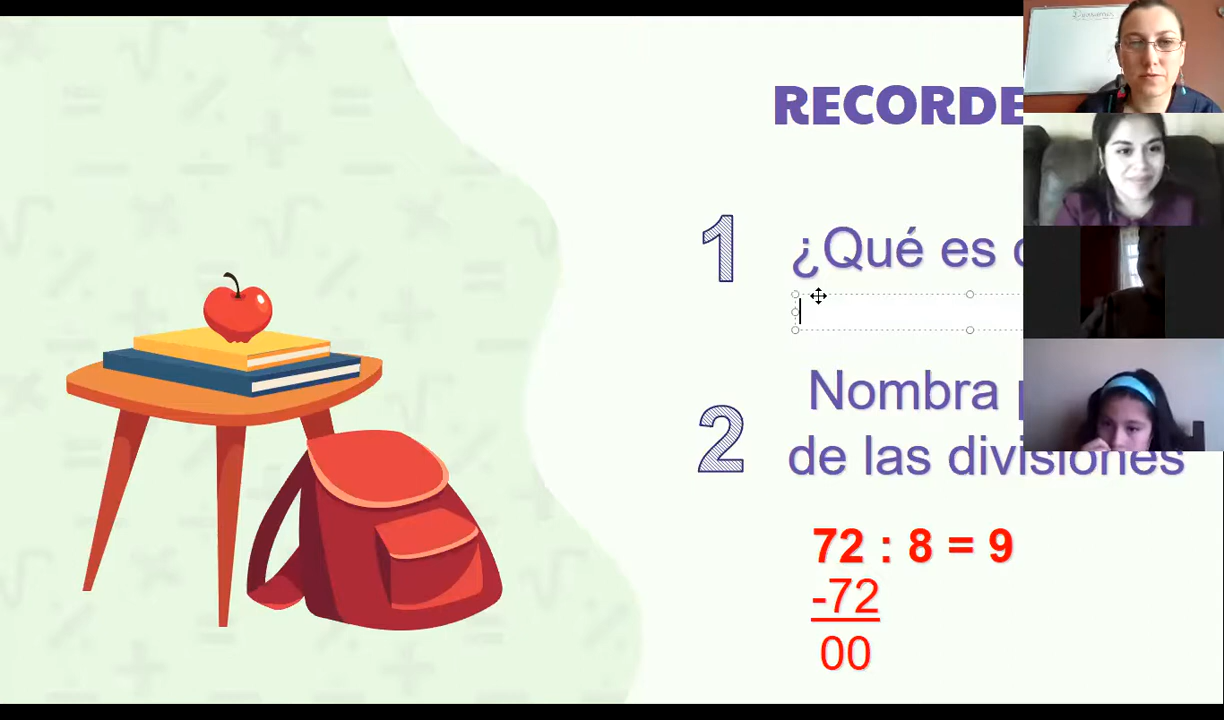 RECORDE
1
¿Qué es
2
Nombra
de las divisiones
72 : 8 = 9
-72
00